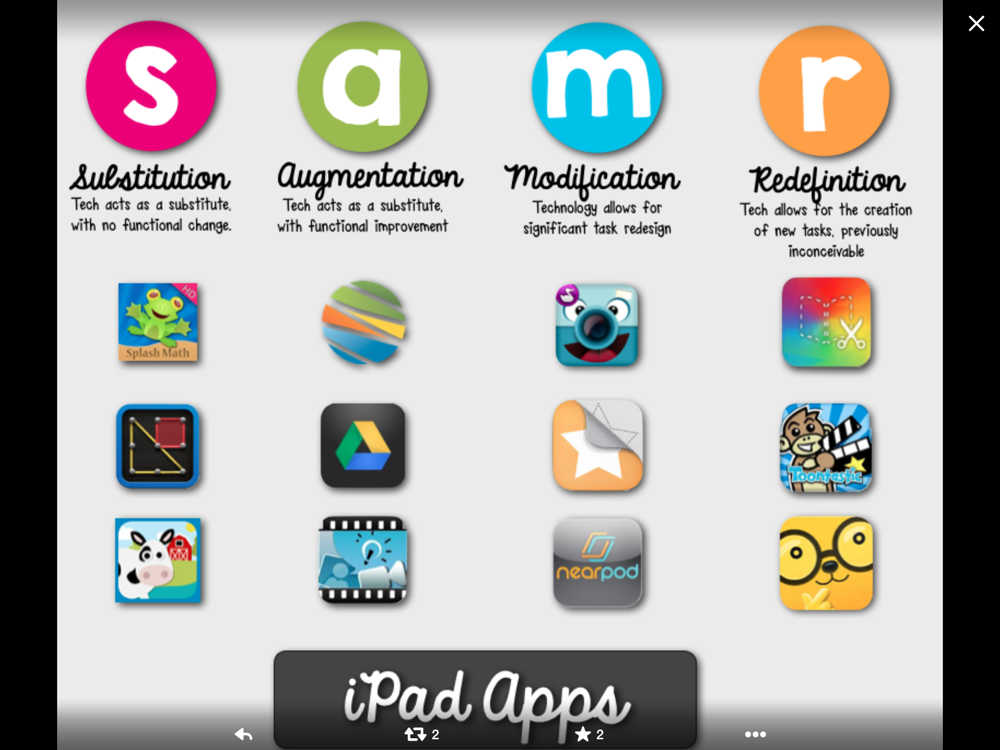 s
a
m
r
Substitution
Tech acts as a substitute,
with no functional change.
Augmentation
Tech acts as a substitute,
with functional improvement
Modification
Technology allows for
significant task redesign
Redefinition
Tech allows for the creation
of new tasks, previously
inconceivable
HD
Splash Math
Toontastic
nearpod
iPad Apps
2
2